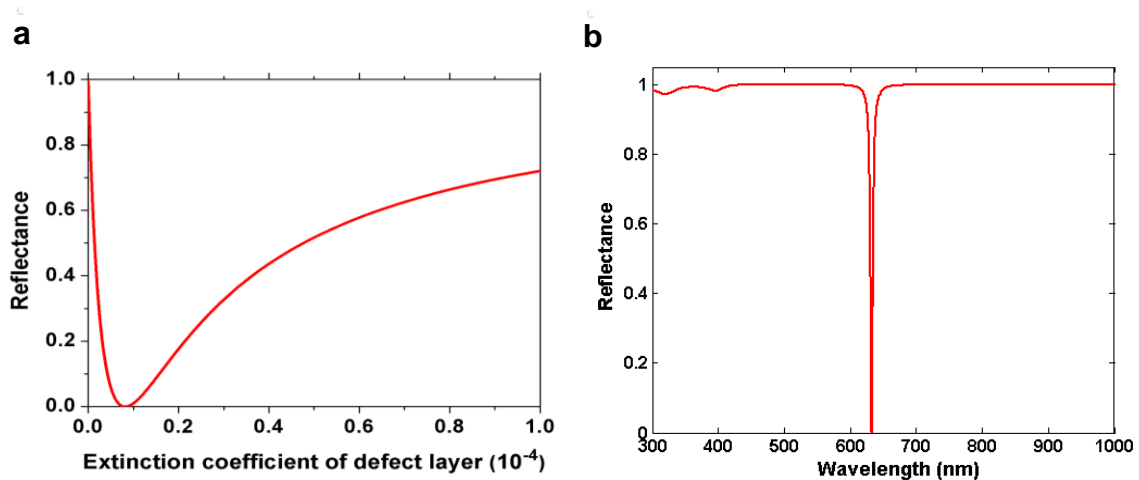 a
1.0
0.8
0.6
0.4
0.2
0.0
Reflectance
0.0 0.2 0.4 0.6 0.8 1.0
Extinction coefficient of defect layer (10⁻⁴)
b
1
0.8
0.6
0.4
0.2
0
Reflectance
300 400 500 600 700 800 900 1000
Wavelength (nm)